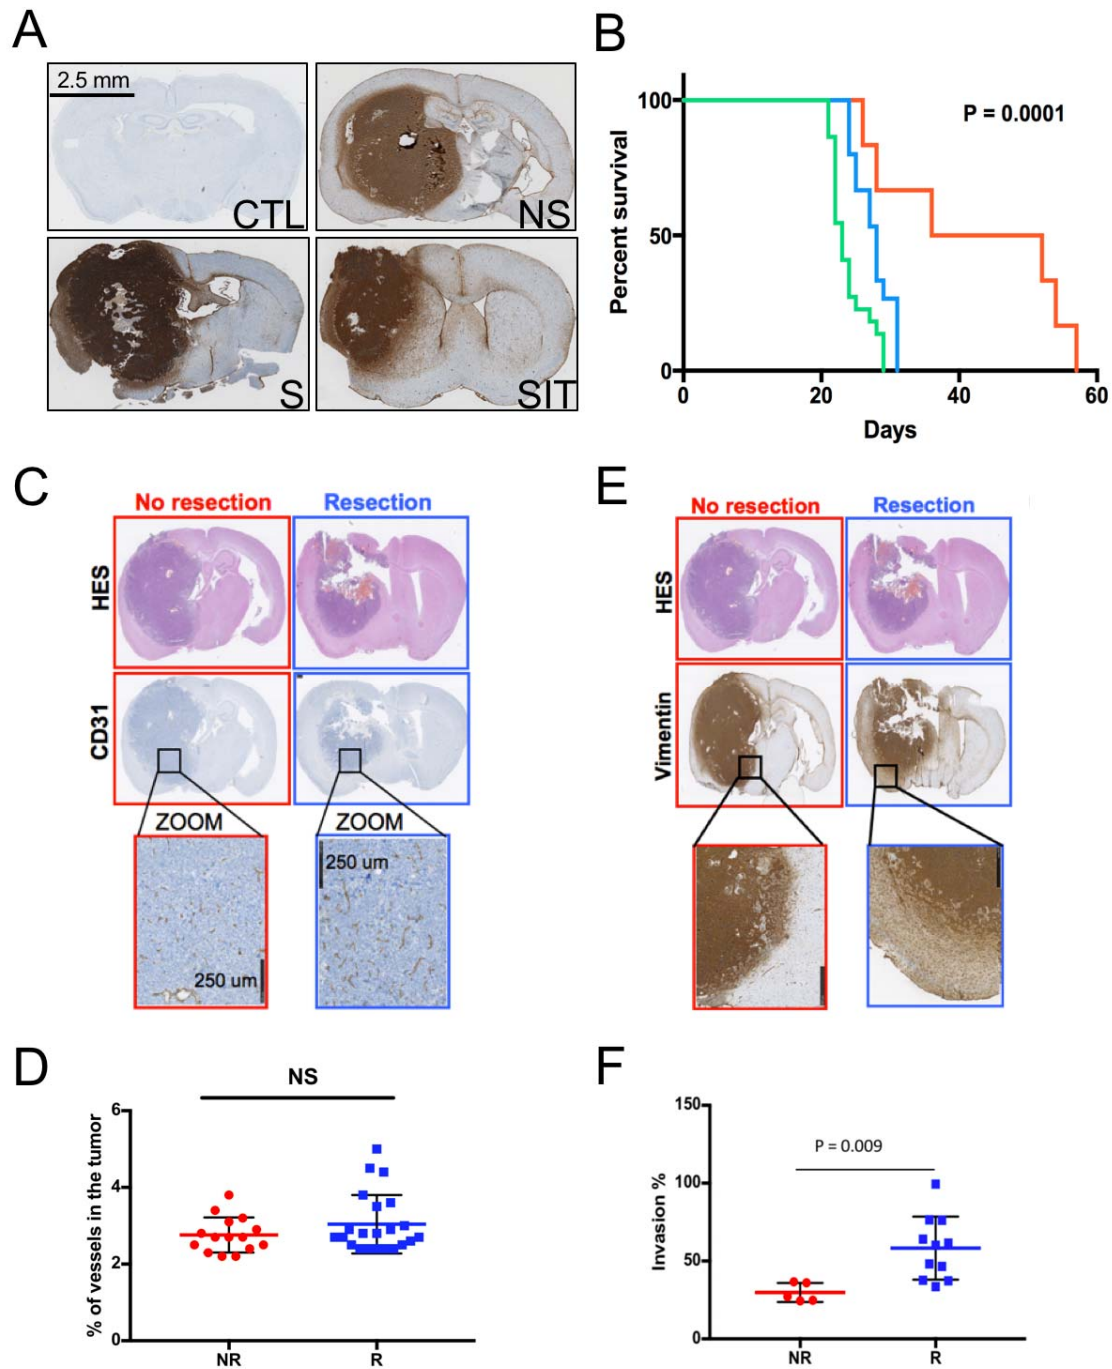 A
2.5 mm
CTL
NS
S
SIT
B
Percent survival
100
50
0
P = 0.0001
0 20 40 60
Days
C
No resection Resection
HES
CD31
ZOOM ZOOM
250 um
250 um
E
No resection Resection
HES
Vimentin
D
NS
% of vessels in the tumor
6
4
2
0
NR R
F
Invasion %
150
100
50
0
P = 0.009
NR R